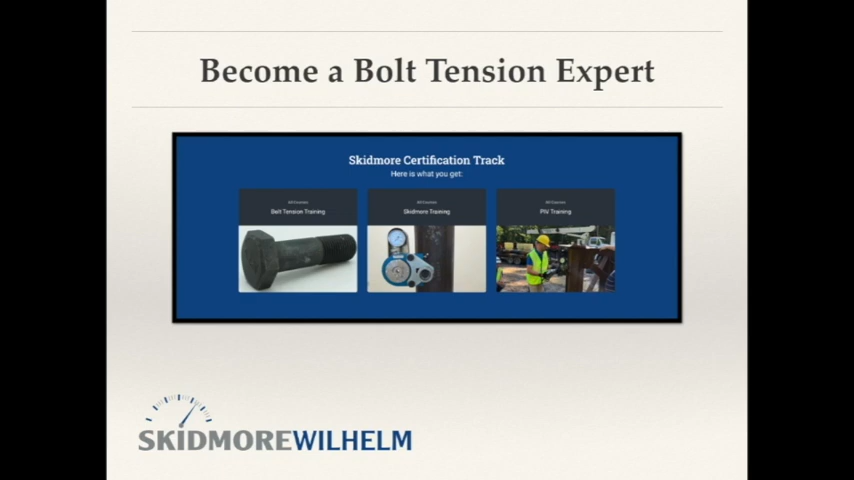 Become a Bolt Tension Expert
Skidmore Certification Track
Here is what you get:
All Courses
Bolt Tension Training
All Courses
Skidmore Training
All Courses
PIV Training
SKIDMOREWILHELM